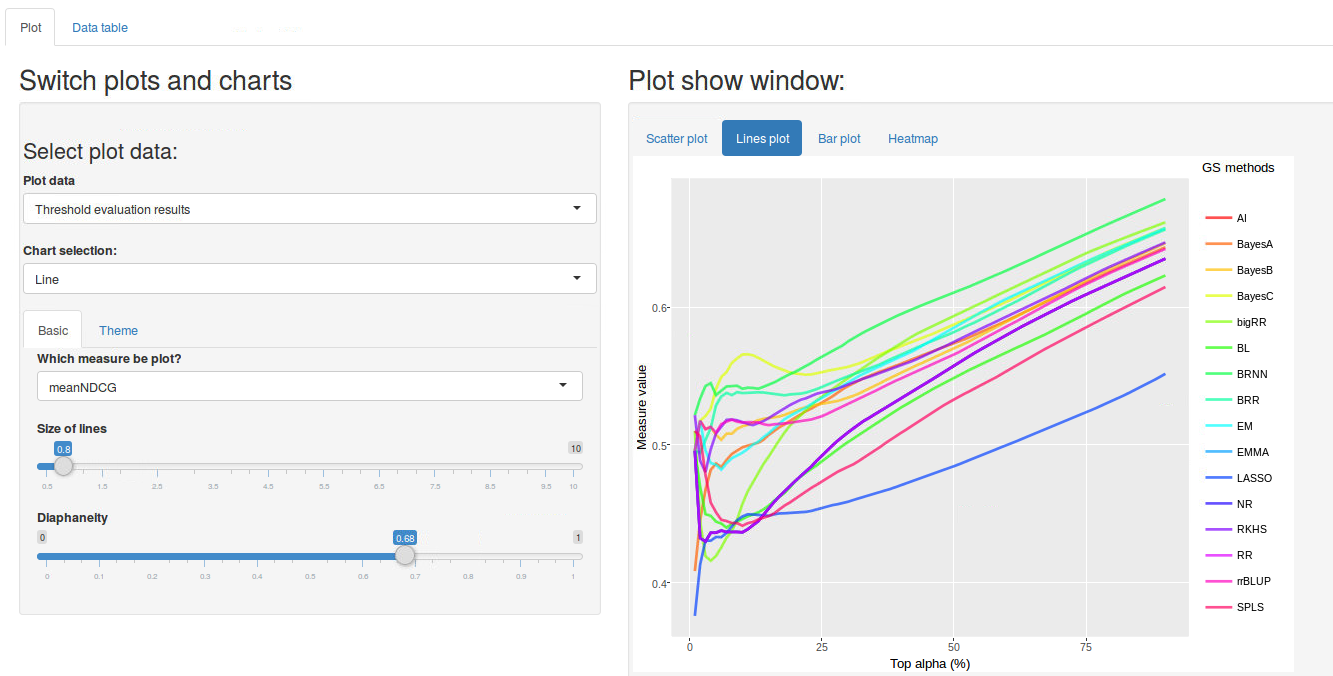 Plot Data table
Switch plots and charts
Select plot data:
Plot data
Threshold evaluation results
Chart selection:
Line
Basic Theme
Which measure be plot?
meanNDCG
Size of lines
0.8 10
0.5 1.5 2.5 3.5 4.5 5.5 6.5 7.5 8.5 9.5 10
Diaphaneity
0 0.68 1
0 0.1 0.2 0.3 0.4 0.5 0.6 0.7 0.8 0.9 1
Plot show window:
Scatter plot Lines plot Bar plot Heatmap
Measure value
0.6
0.5
0.4
0 25 50 75
Top alpha (%)
GS methods
AI
BayesA
BayesB
BayesC
bigRR
BL
BRNN
BRR
EM
EMMA
LASSO
NR
RKHS
RR
rrBLUP
SPLS